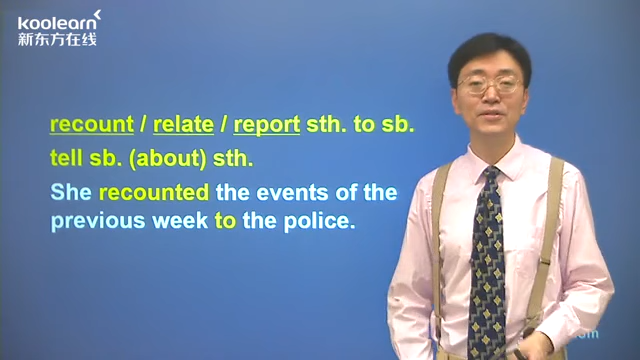 koolearn
新东方在线
recount / relate / report sth. to sb.
tell sb. (about) sth.
She recounted the events of the
previous week to the police.